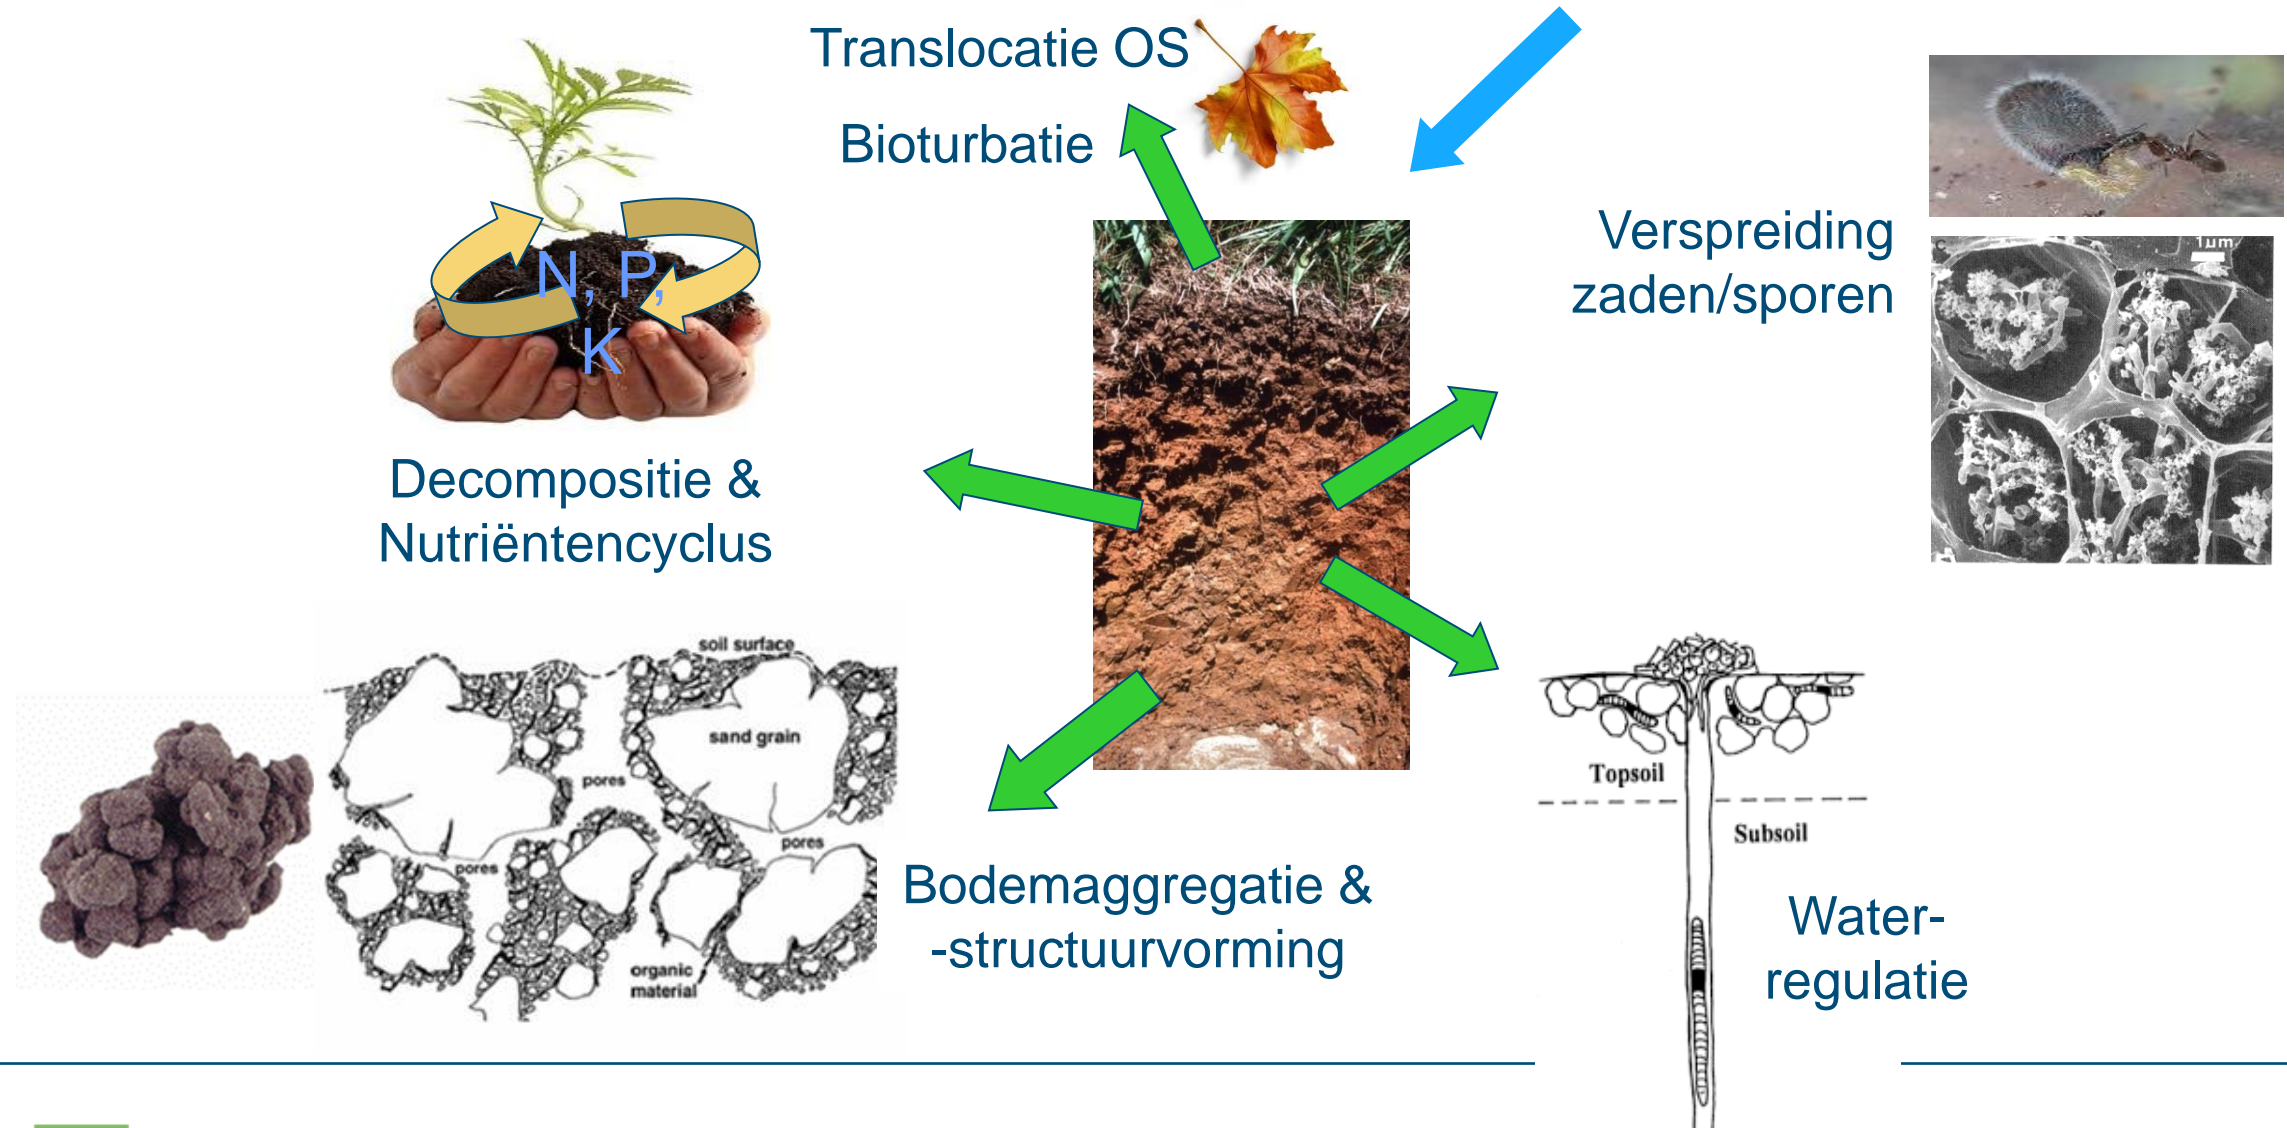 Translocatie OS
Bioturbatie
N, P,
K
Decompositie &
Nutriëntencyclus
Verspreiding
zaden/sporen
C
1µm
soil surface
sand grain
pores
pores
pores
organic
material
Bodemaggregatie &
-structuurvorming
Topsoil
Subsoil
Water-
regulatie